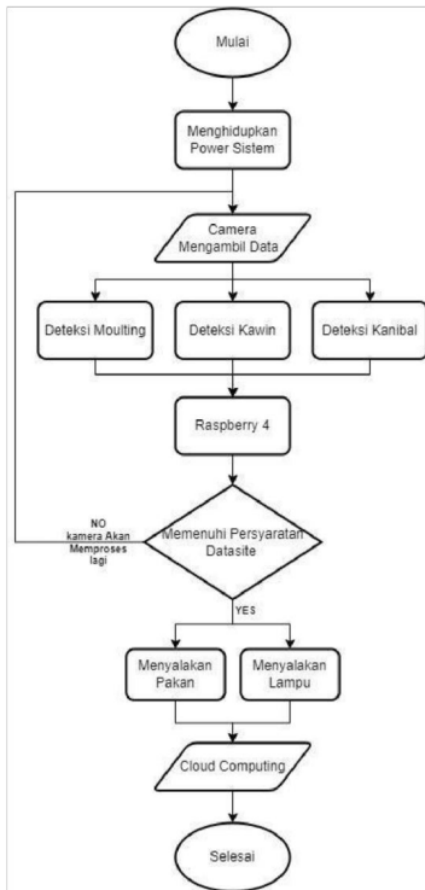 Mulai
Menghidupkan
Power Sistem
Camera
Mengambil Data
Deteksi Moulting
Deteksi Kawin
Deteksi Kanibal
Raspberry 4
Memenuhi Persyaratan
Datasite
NO
kamera Akan
Memproses
lagi
YES
Menyalakan
Pakan
Menyalakan
Lampu
Cloud Computing
Selesai